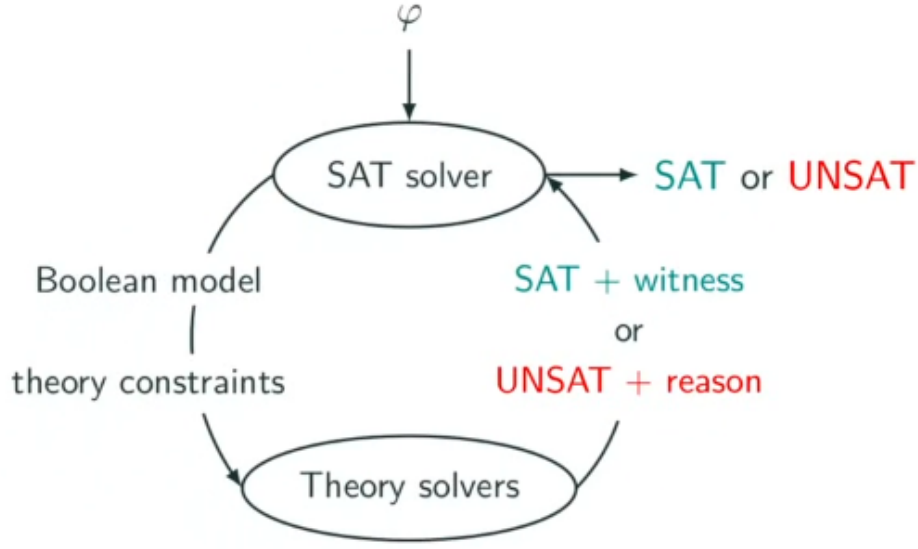 φ
SAT solver
SAT or UNSAT
Boolean model
theory constraints
SAT + witness
or
UNSAT + reason
Theory solvers